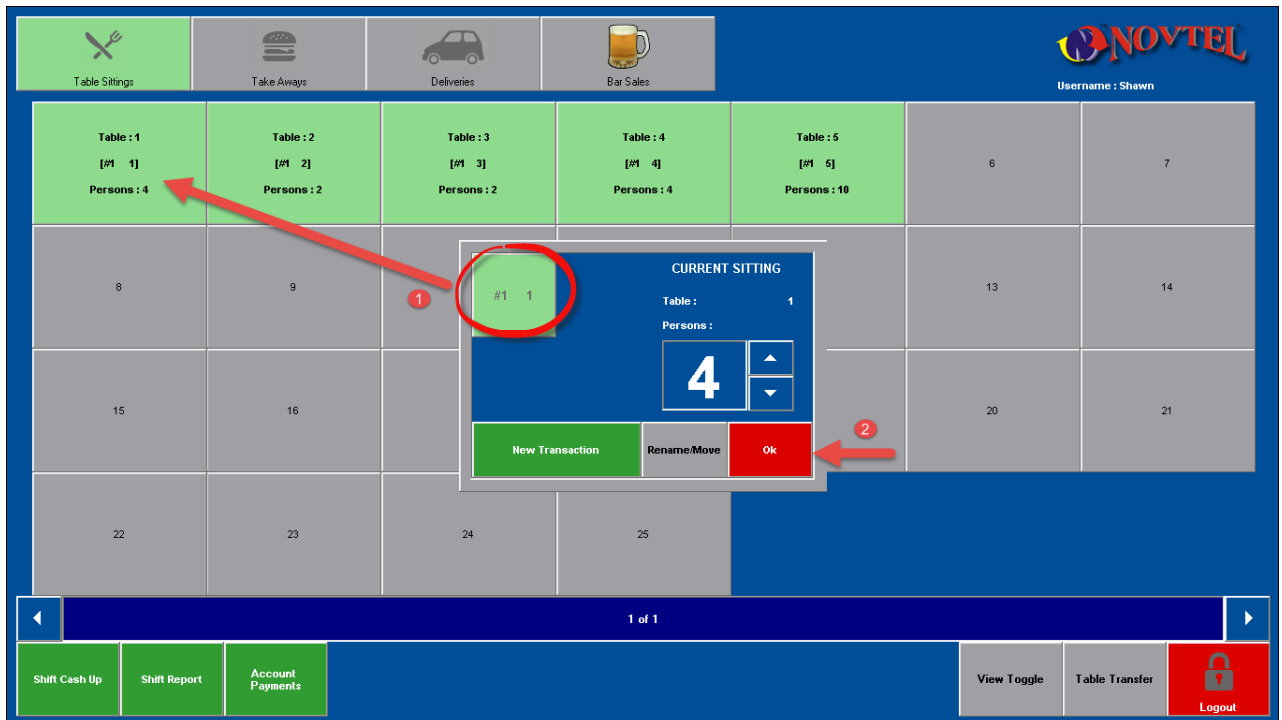 Table Sittings
Take Aways
Deliveries
Bar Sales
NOVTEL
Username : Shawn
Table : 1
[#1 1]
Persons : 4
Table : 2
[#1 2]
Persons : 2
Table : 3
[#1 3]
Persons : 2
Table : 4
[#1 4]
Persons : 4
Table : 5
[#1 5]
Persons : 10
6
7
8
9
13
14
15
16
20
21
22
23
24
25
1
#1 1
CURRENT SITTING
Table : 1
Persons :
4
New Transaction
Rename/Move
Ok
2
1 of 1
Shift Cash Up
Shift Report
Account
Payments
View Toggle
Table Transfer
Logout